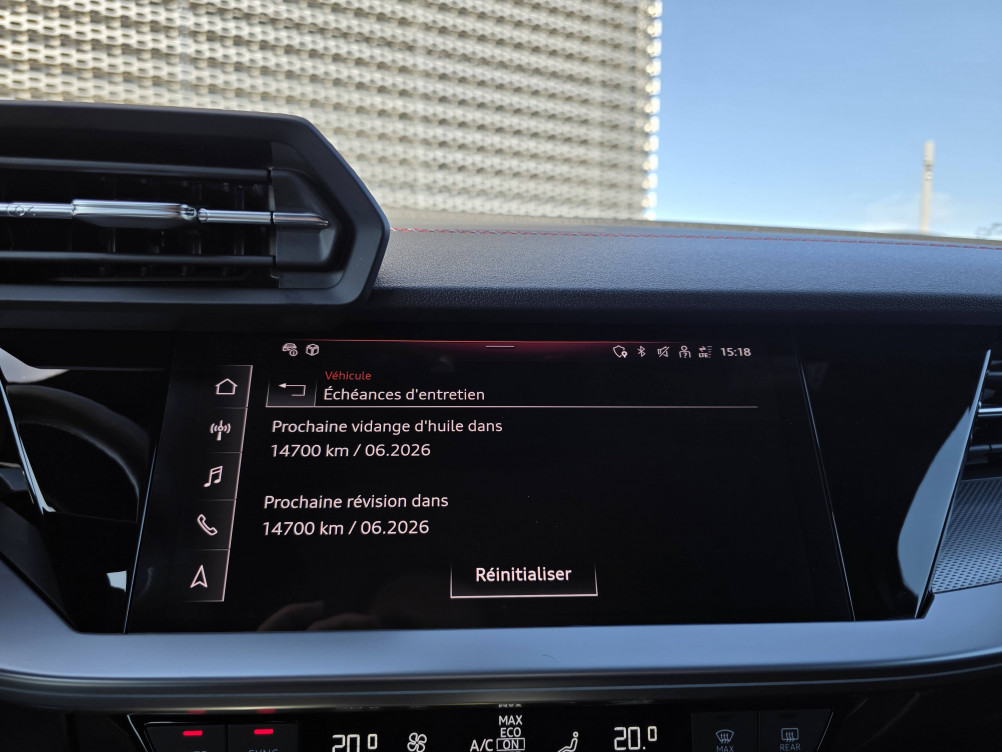 15:18
Véhicule
Échéances d'entretien
Prochaine vidange d'huile dans
14700 km / 06.2026
Prochaine révision dans
14700 km / 06.2026
Réinitialiser
MAX
ECO
A/C ON
20.0
20.0
SYNC
MAX
REAR